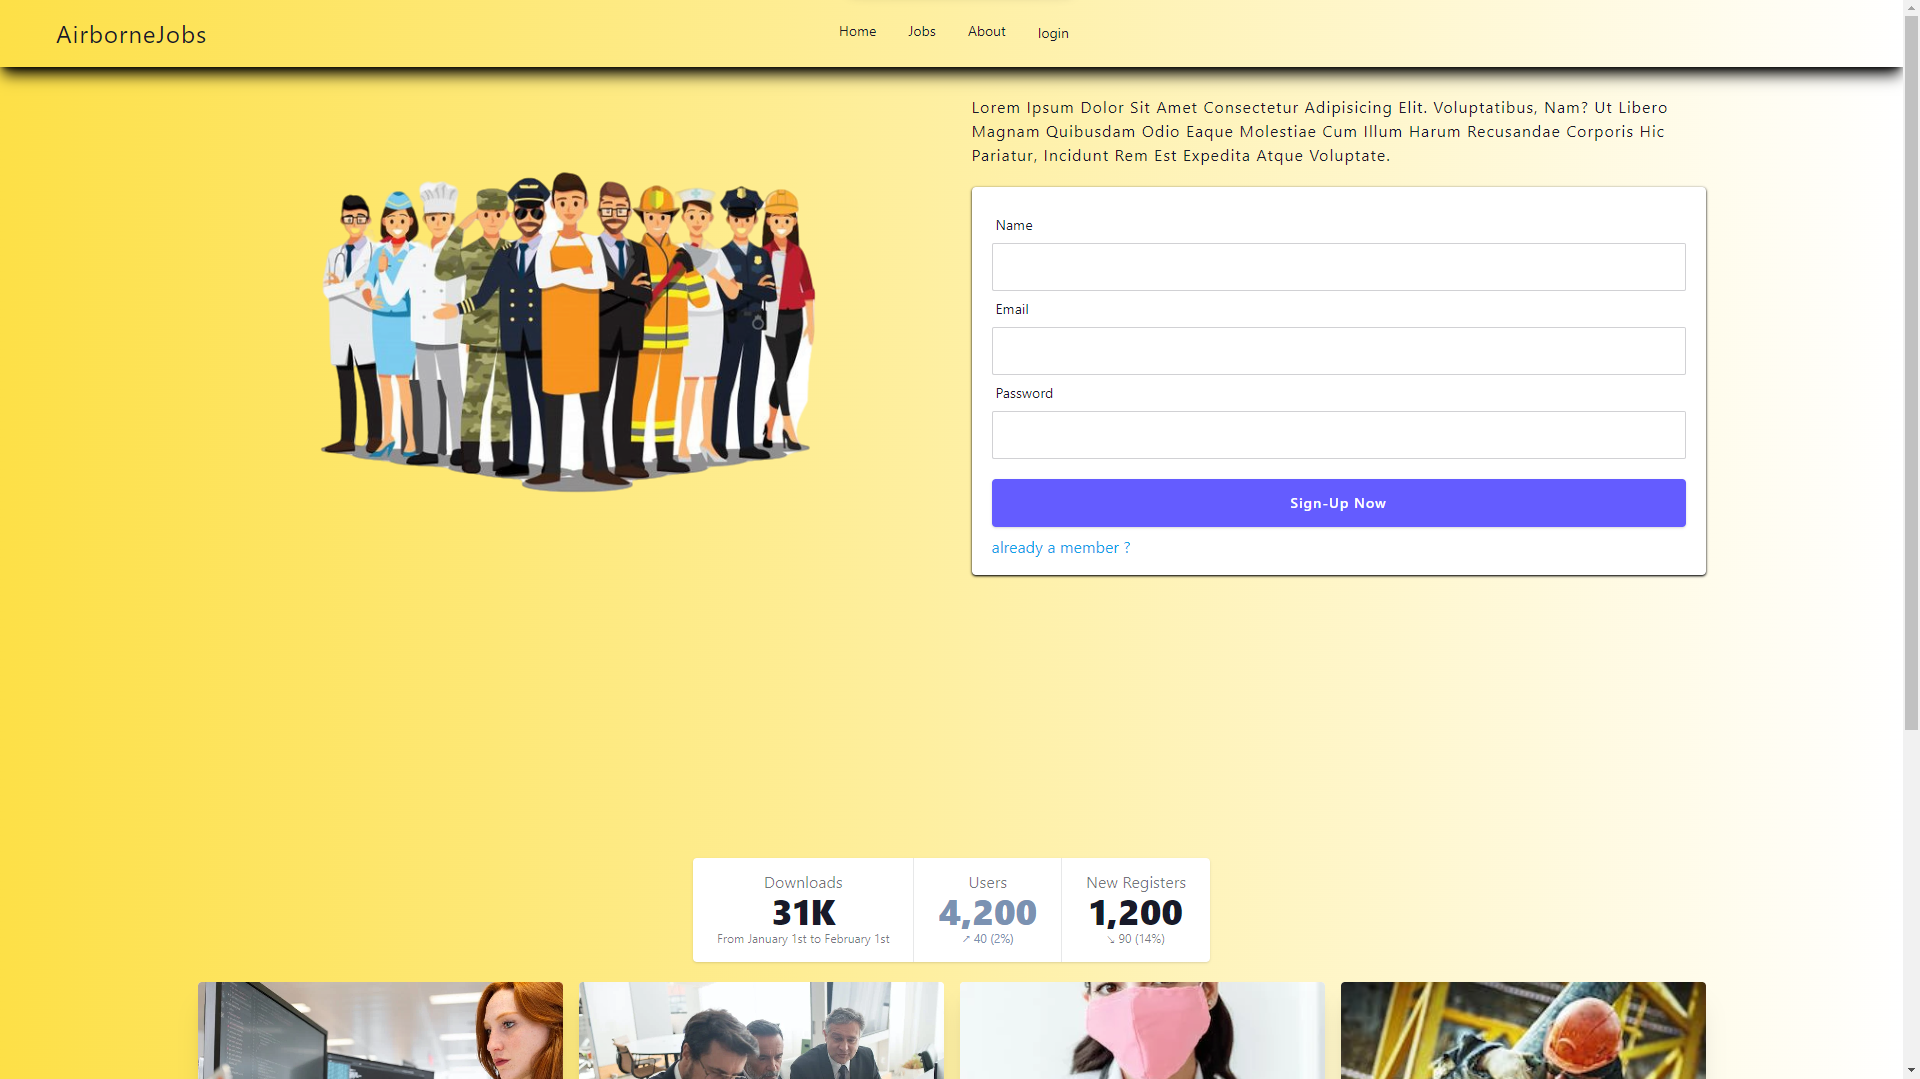 AirborneJobs
Home
Jobs
About
login
Lorem Ipsum Dolor Sit Amet Consectetur Adipisicing Elit. Voluptatibus, Nam? Ut Libero
Magnam Quibusdam Odio Eaque Molestiae Cum Illum Harum Recusandae Corporis Hic
Pariatur, Incidunt Rem Est Expedita Atque Voluptate.
Name
Email
Password
Sign-Up Now
already a member ?
Downloads
31K
From January 1st to February 1st
Users
4,200
↗︎ 40 (2%)
New Registers
1,200
↘︎ 90 (14%)